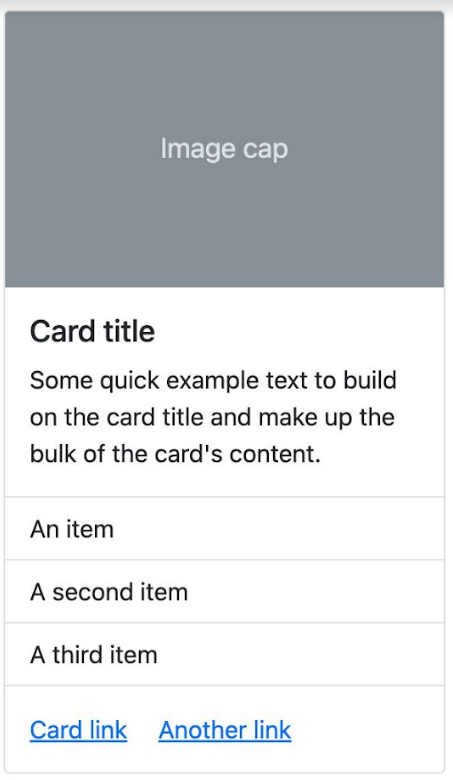 Image cap
Card title
Some quick example text to build
on the card title and make up the
bulk of the card's content.
An item
A second item
A third item
Card link Another link